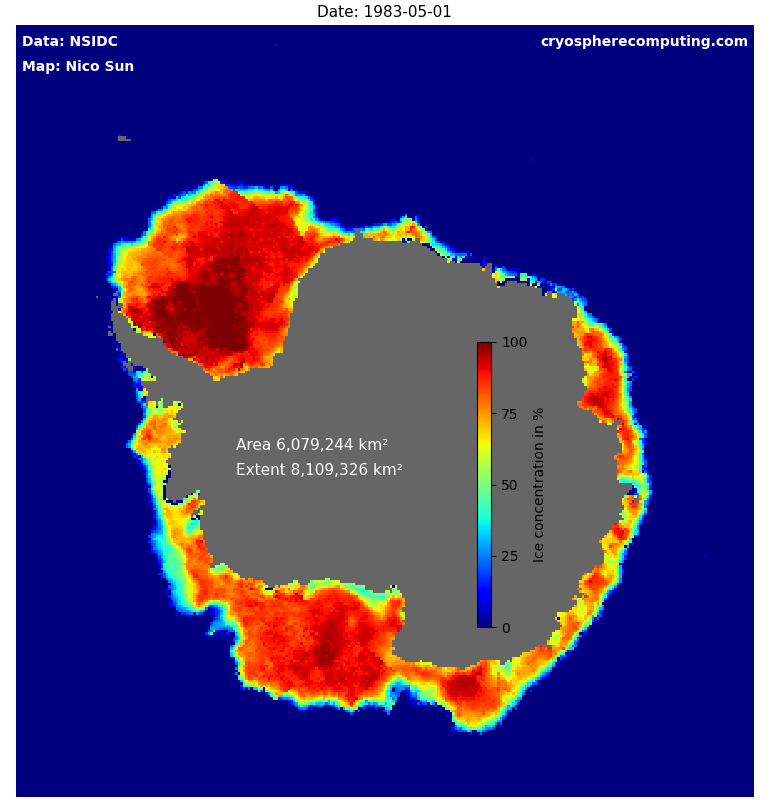 Date: 1983-05-01
Data: NSIDC
cryospherecomputing.com
Map: Nico Sun
100
75
50
25
0
Ice concentration in %
Area 6,079,244 km²
Extent 8,109,326 km²